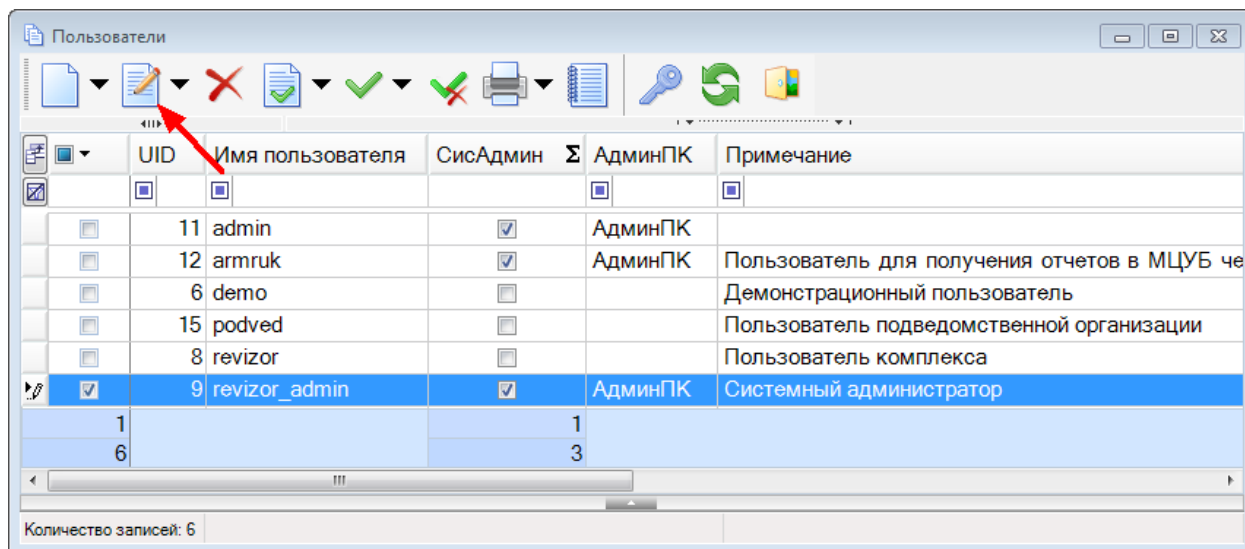 Пользователи
UID Имя пользователя СисАдмин Σ АдминПК Примечание
11 admin АдминПК
12 armruk АдминПК Пользователь для получения отчетов в МЦУБ че
6 demo Демонстрационный пользователь
15 podved Пользователь подведомственной организации
8 revizor Пользователь комплекса
9 revizor_admin АдминПК Системный администратор
1 1
6 3
Количество записей: 6